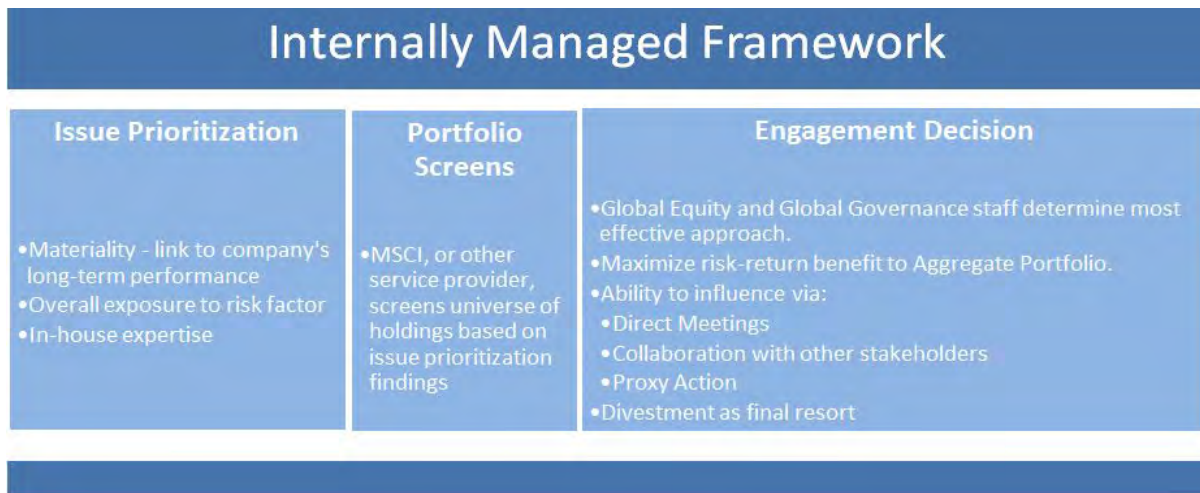 Internally Managed Framework
Issue Prioritization
•Materiality - link to company's
long-term performance
•Overall exposure to risk factor
•In-house expertise
Portfolio
Screens
•MSCI, or other
service provider,
screens universe of
holdings based on
issue prioritization
findings
Engagement Decision
•Global Equity and Global Governance staff determine most
effective approach.
•Maximize risk-return benefit to Aggregate Portfolio.
•Ability to influence via:
•Direct Meetings
•Collaboration with other stakeholders
•Proxy Action
•Divestment as final resort